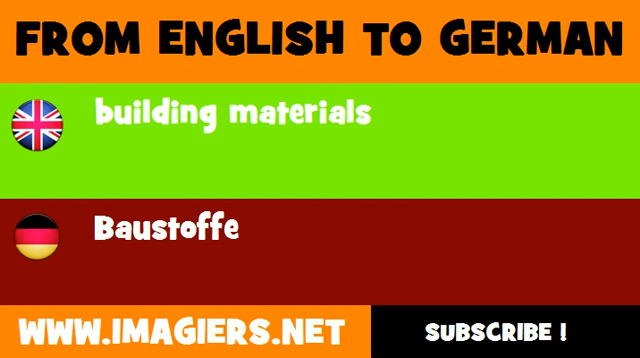 FROM ENGLISH TO GERMAN
building materials
Baustoffe
WWW.IMAGIERS.NET
SUBSCRIBE !